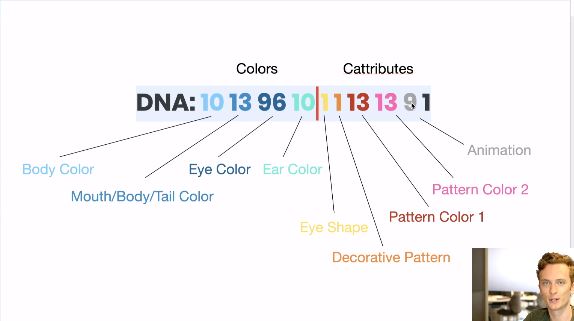 Colors Cattributes
DNA: 10 13 96 10 1 1 13 13 9 1
Animation
Body Color Eye Color Ear Color
Pattern Color 2
Mouth/Body/Tail Color
Pattern Color 1
Eye Shape
Decorative Pattern